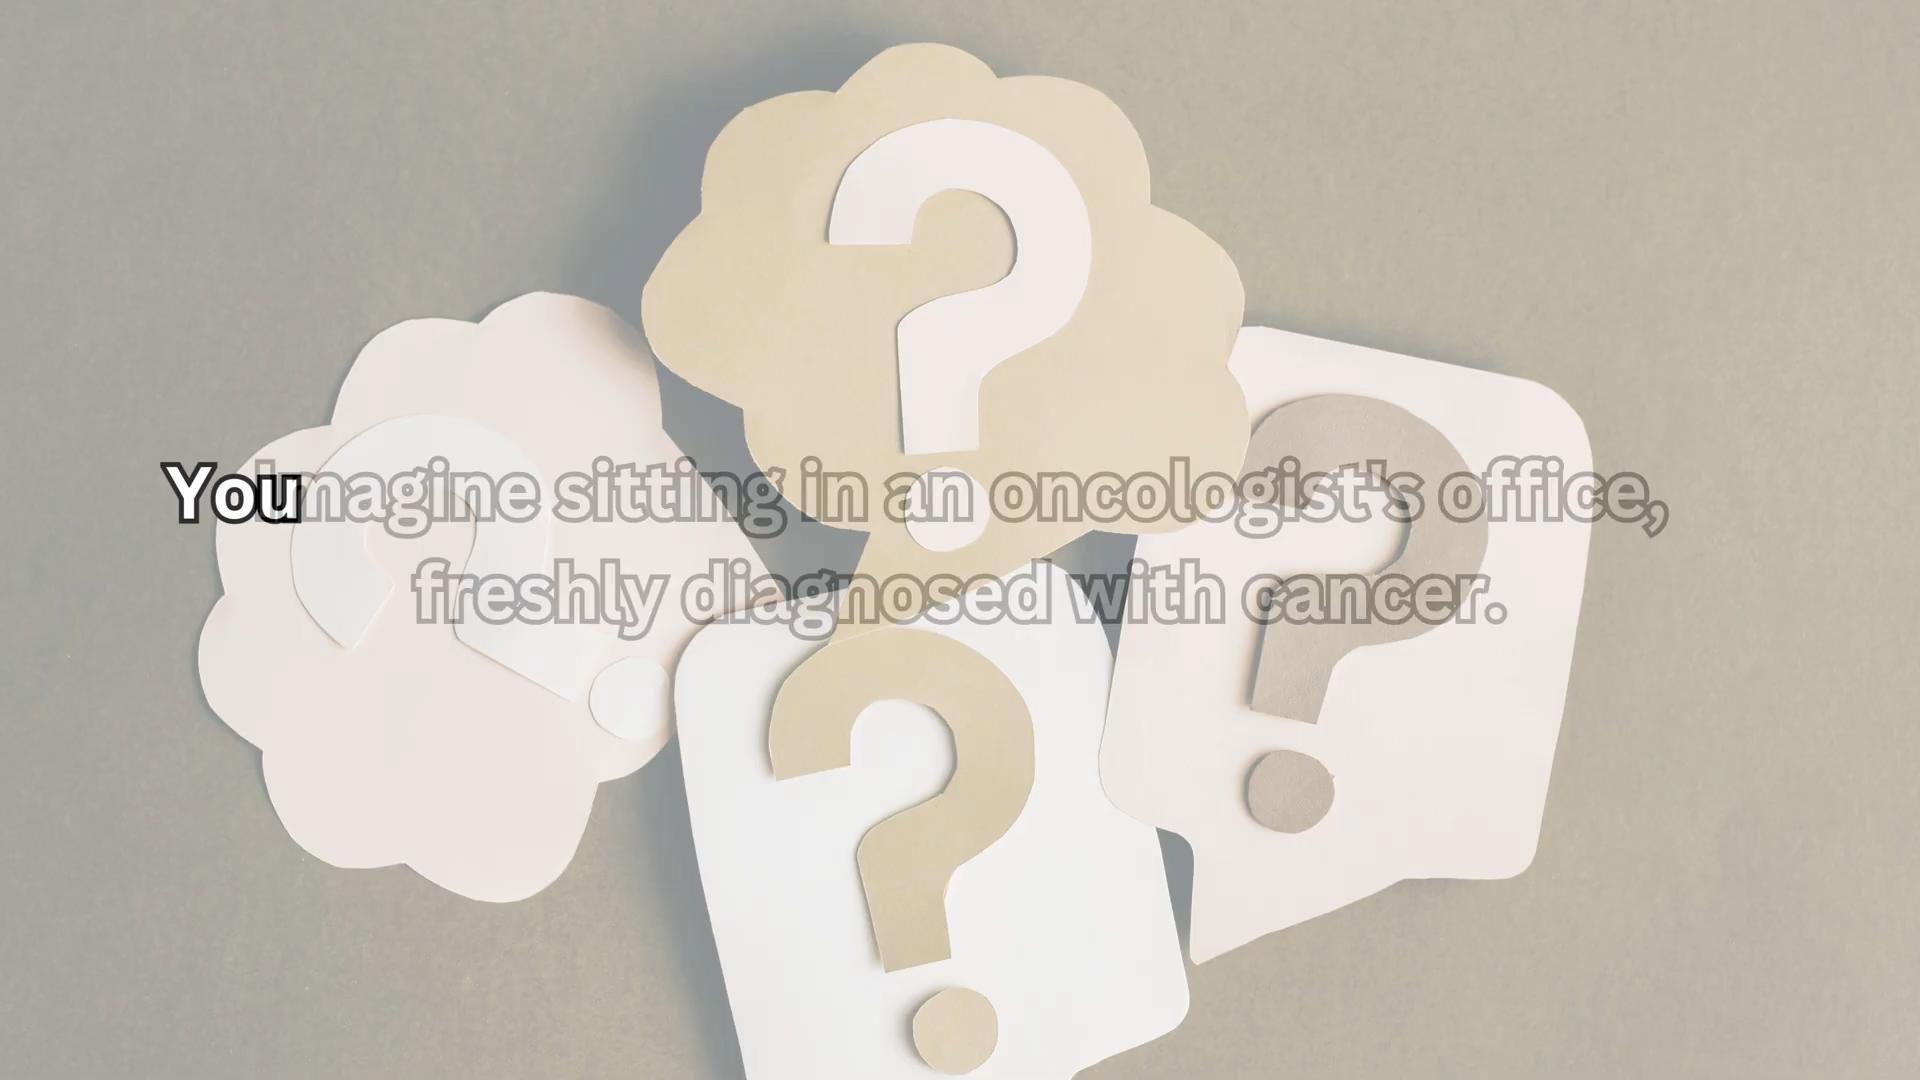 You
Imagine sitting in an oncologist's office,
freshly diagnosed with cancer.